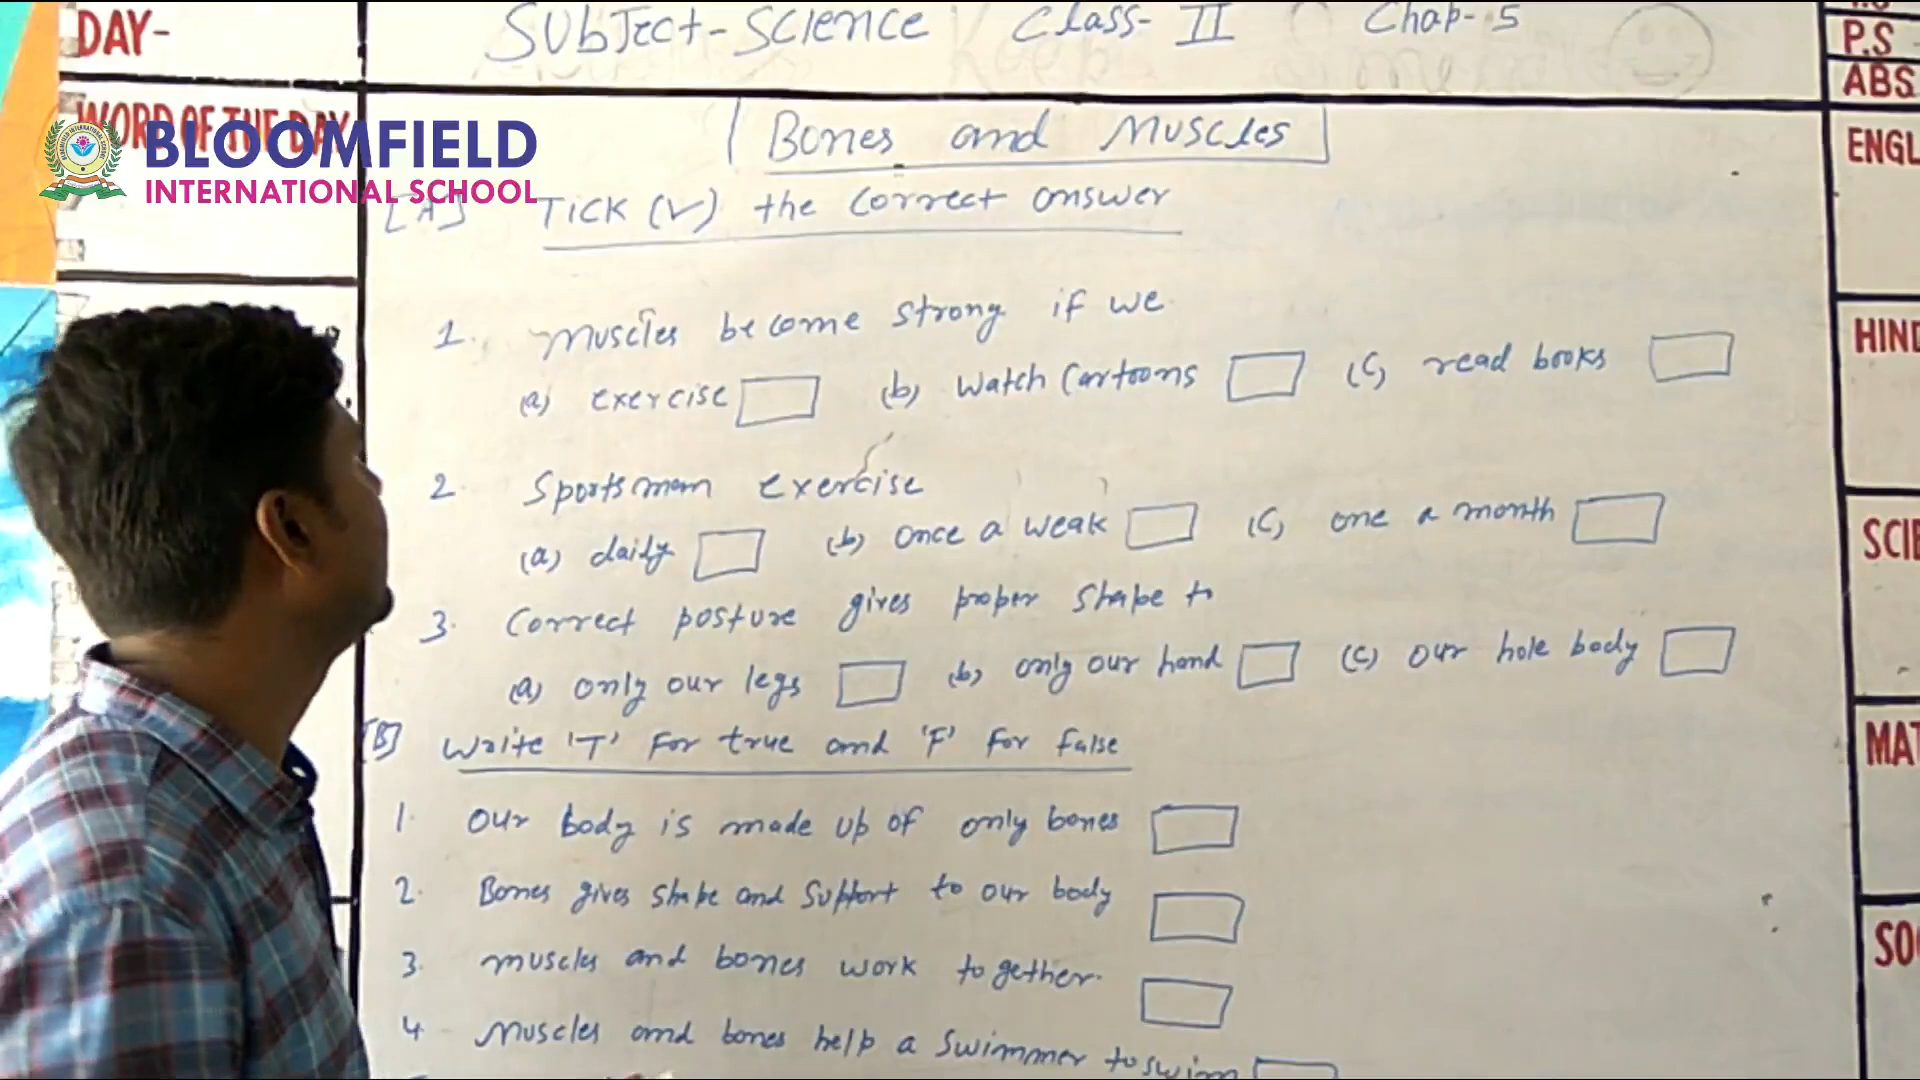 DAY-
SUbJect-Science Class-II Chap-5
P.S
ABS
WORD OF THE DAY
BLOOMFIELD
INTERNATIONAL SCHOOL
Bones and Muscles
ENGL
[A] TICK (✓) the correct answer
1. Muscles become strong if we
HIND
(a) exercise (b) watch Cartoons (c) read books
2. Sportsman exercise
(a) daily (b) once a weak (c) one a month
SCIE
3. Correct posture gives proper shape to
(a) only our legs (b) only our hand (c) our hole body
[B] Write 'T' For true and 'F' For false
MAT
1. Our body is made up of only bones
2. Bones gives shape and support to our body
3. Muscles and bones work together.
SO
4. Muscles and bones help a swimmer to swim